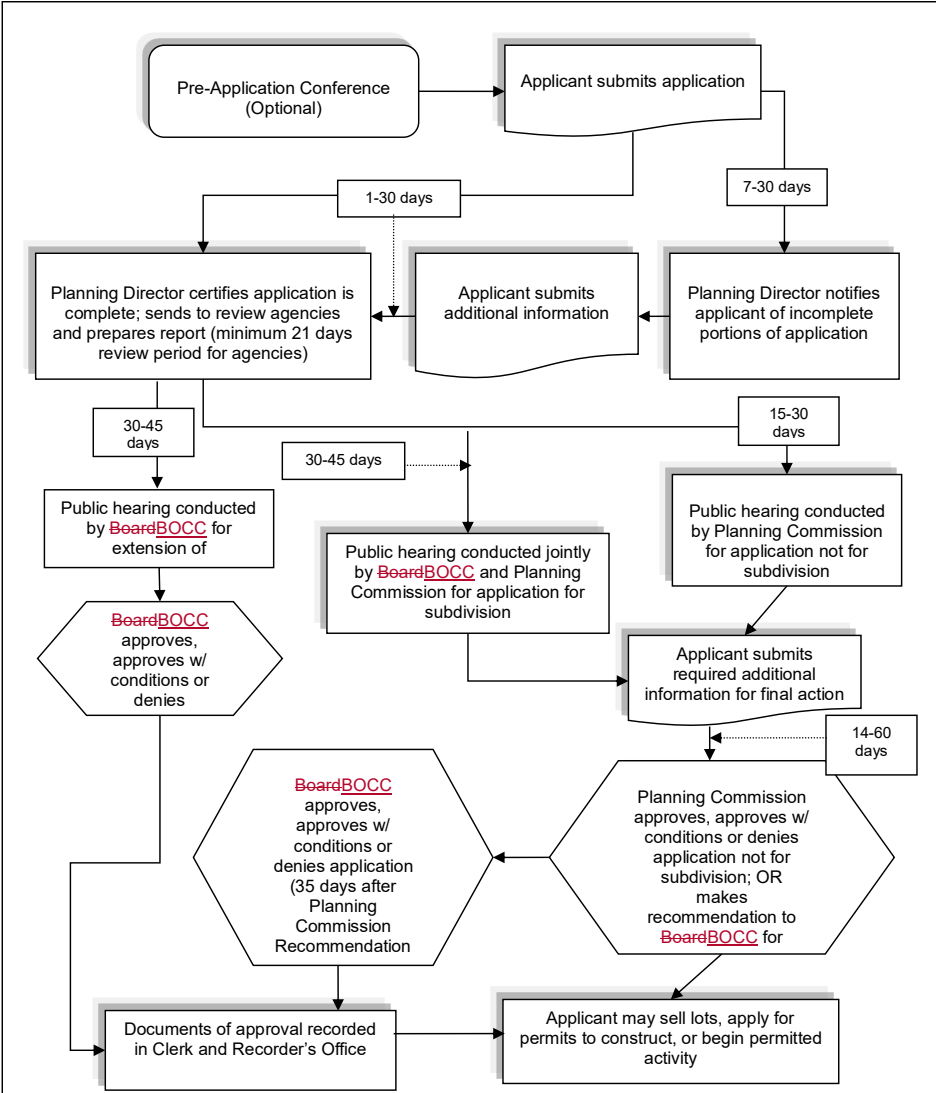 Pre-Application Conference
(Optional)
Applicant submits application
1-30 days
7-30 days
Planning Director certifies application is
complete; sends to review agencies
and prepares report (minimum 21 days
review period for agencies)
Applicant submits
additional information
Planning Director notifies
applicant of incomplete
portions of application
30-45
days
30-45 days
15-30
days
Public hearing conducted
by BoardBOCC for
extension of
Public hearing conducted jointly
by BoardBOCC and Planning
Commission for application for
subdivision
Public hearing conducted
by Planning Commission
for application not for
subdivision
BoardBOCC
approves,
approves w/
conditions or
denies
Applicant submits
required additional
information for final action
14-60
days
BoardBOCC
approves,
approves w/
conditions or
denies application
(35 days after
Planning
Commission
Recommendation
Planning Commission
approves, approves w/
conditions or denies
application not for
subdivision; OR
makes
recommendation to
BoardBOCC for
Documents of approval recorded
in Clerk and Recorder’s Office
Applicant may sell lots, apply for
permits to construct, or begin permitted
activity